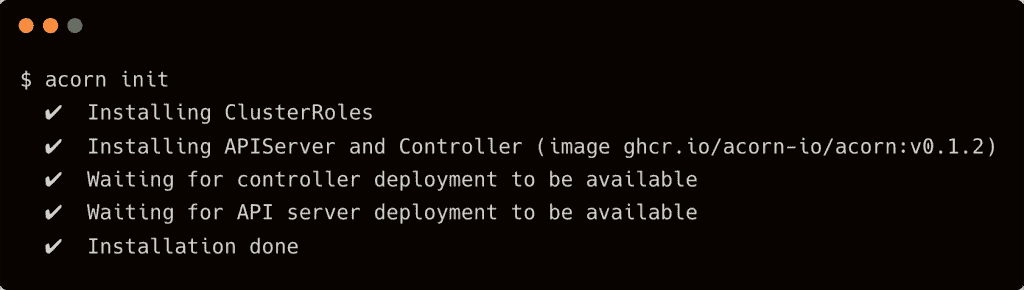 $ acorn init
✔ Installing ClusterRoles
✔ Installing APIServer and Controller (image ghcr.io/acorn-io/acorn:v0.1.2)
✔ Waiting for controller deployment to be available
✔ Waiting for API server deployment to be available
✔ Installation done